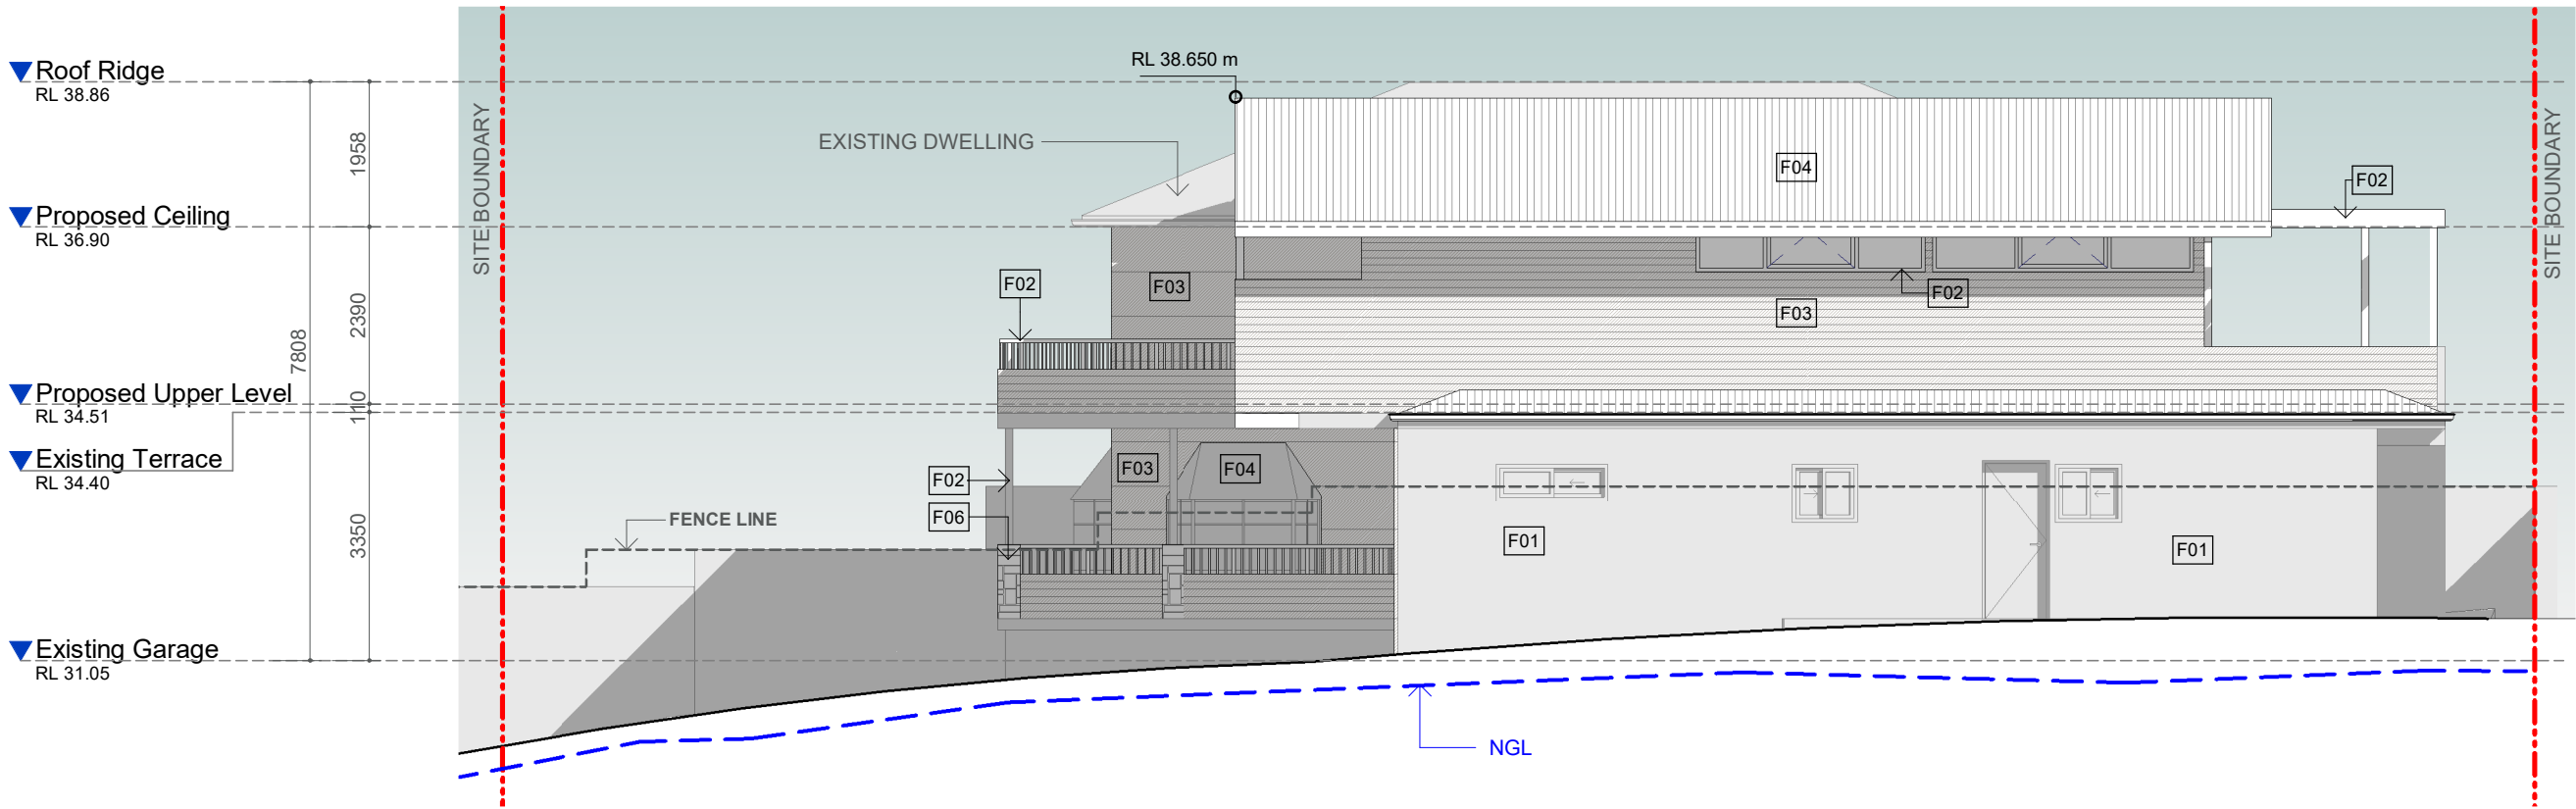 Roof Ridge
RL 38.86
Proposed Ceiling
RL 36.90
Proposed Upper Level
RL 34.51
Existing Terrace
RL 34.40
Existing Garage
RL 31.05
7808
1958
2390
110
3350
SITE BOUNDARY
RL 38.650 m
EXISTING DWELLING
F04
F02
SITE BOUNDARY
F02
F03
F02
F03
F02
F03
F04
F06
FENCE LINE
F01
F01
NGL